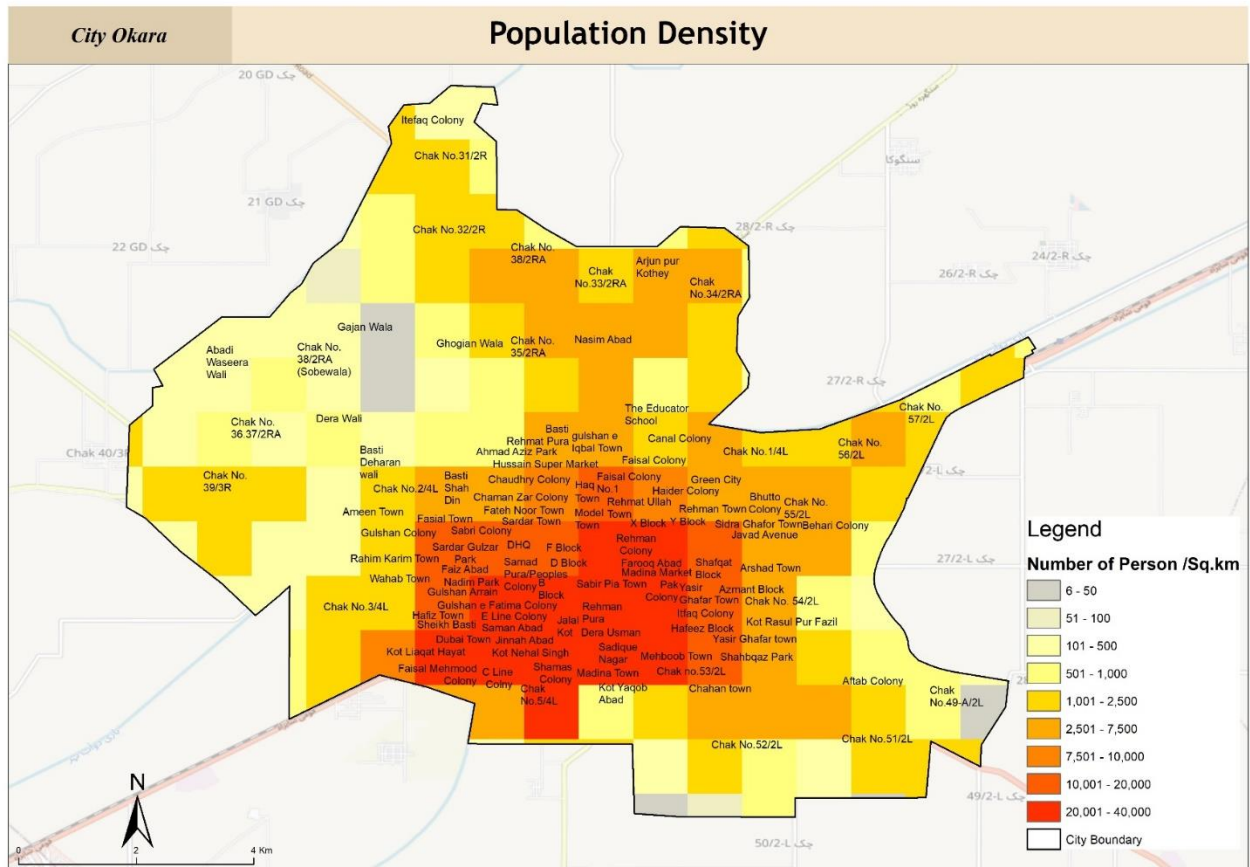 City Okara
Population Density
چک 20 GD
Road
Itefaq Colony
Chak No.31/2R
چک 21 GD
Chak No.32/2R
چک 22 GD
چک 28/2-R
چک 24/2-R
چک 26/2-R
Chak No.
38/2RA
Chak
No.33/2RA
Arjun pur
Kothey
Chak
No.34/2RA
Gajan Wala
Abadi
Waseera
Wali
Chak No.
38/2RA
(Sobewala)
Ghogian Wala
Chak No.
35/2RA
Nasim Abad
چک 27/2-R
Chak No.
57/2L
Chak No.
36.37/2RA
Dera Wali
The Educator
School
Basti
Rehmat Pura
gulshan e
Iqbal Town
Canal Colony
Chak No.1/4L
Chak No.
56/2L
Chak 40/3R
Basti
Deharan
wali
Ahmad Aziz Park
Hussain Super Market
Faisal Colony
Chak No.
39/3R
Chak No.2/4L
Basti
Shah
Din
Chaudhry Colony
Chaman Zar Colony
Haq
Town
Faisal Colony
No.1
Green City
Haider Colony
Rehmat Ullah
Rehman Town
Bhutto
Colony
Chak No.
55/2L
Ameen Town
Fasial Town
Fateh Noor Town
Sardar Town
Model Town
Town
X Block
Y Block
Sidra Ghafor Town
Behari Colony
Javad Avenue
Gulshan Colony
Sabri Colony
Rehman
Colony
Rahim Karim Town
Sardar Gulzar
Park
DHQ
F Block
Farooq Abad
Shafqat
Block
چک 27/2-L
Faiz Abad
Samad
Pura/Peoples
Colony
D Block
Madina Market
Arshad Town
Wahab Town
Nadim Park
B
Block
Sabir Pia Town
Pak
Colony
Yasir
Ghafar Town
Azmant Block
Gulshan Arrain
Chak No.3/4L
Gulshan e Fatima Colony
Rehman
Pura
Itfaq Colony
Chak No. 54/2L
Hafiz Town
E Line Colony
Jalal
Kot
Kot Rasul Pur Fazil
Sheikh Basti
Saman Abad
Dera Usman
Hafeez Block
Dubai Town
Jinnah Abad
Yasir Ghafar town
Kot Liaqat Hayat
Kot Nehal Singh
Sadique
Nagar
Mehboob Town
Shahbqaz Park
Faisal Mehmood
Colony
C Line
Colny
Shamas
Colony
Madina Town
Chak no.53/2L
Aftab Colony
Chak
No.5/4L
Kot Yaqob
Abad
Chahan town
Chak
No.49-A/2L
Chak No.52/2L
Chak No.51/2L
چک 49/2-L
چک 50/2-L
Legend
Number of Person /Sq.km
6 - 50
51 - 100
101 - 500
501 - 1,000
1,001 - 2,500
2,501 - 7,500
7,501 - 10,000
10,001 - 20,000
20,001 - 40,000
City Boundary
N
0 2 4 Km